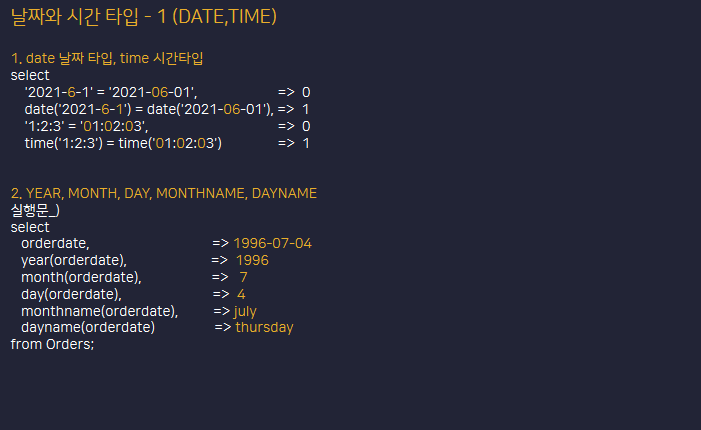 날짜와 시간 타입 - 1 (DATE,TIME)
1. date 날짜 타입, time 시간타입
select
'2021-6-1' = '2021-06-01', => 0
date('2021-6-1') = date('2021-06-01'), => 1
'1:2:3' = '01:02:03', => 0
time('1:2:3') = time('01:02:03') => 1
2. YEAR, MONTH, DAY, MONTHNAME, DAYNAME
실행문_)
select
orderdate, => 1996-07-04
year(orderdate), => 1996
month(orderdate), => 7
day(orderdate), => 4
monthname(orderdate), => july
dayname(orderdate) => thursday
from Orders;